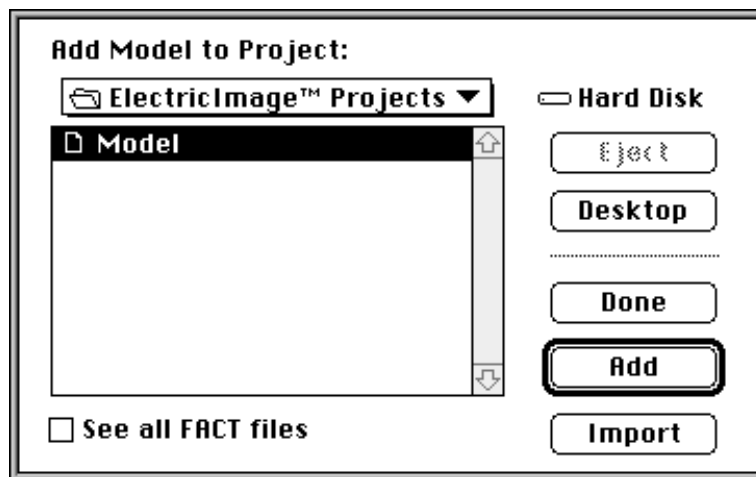 Add Model to Project:
ElectricImage™ Projects
Hard Disk
Model
Eject
Desktop
Done
Add
See all FACT files
Import